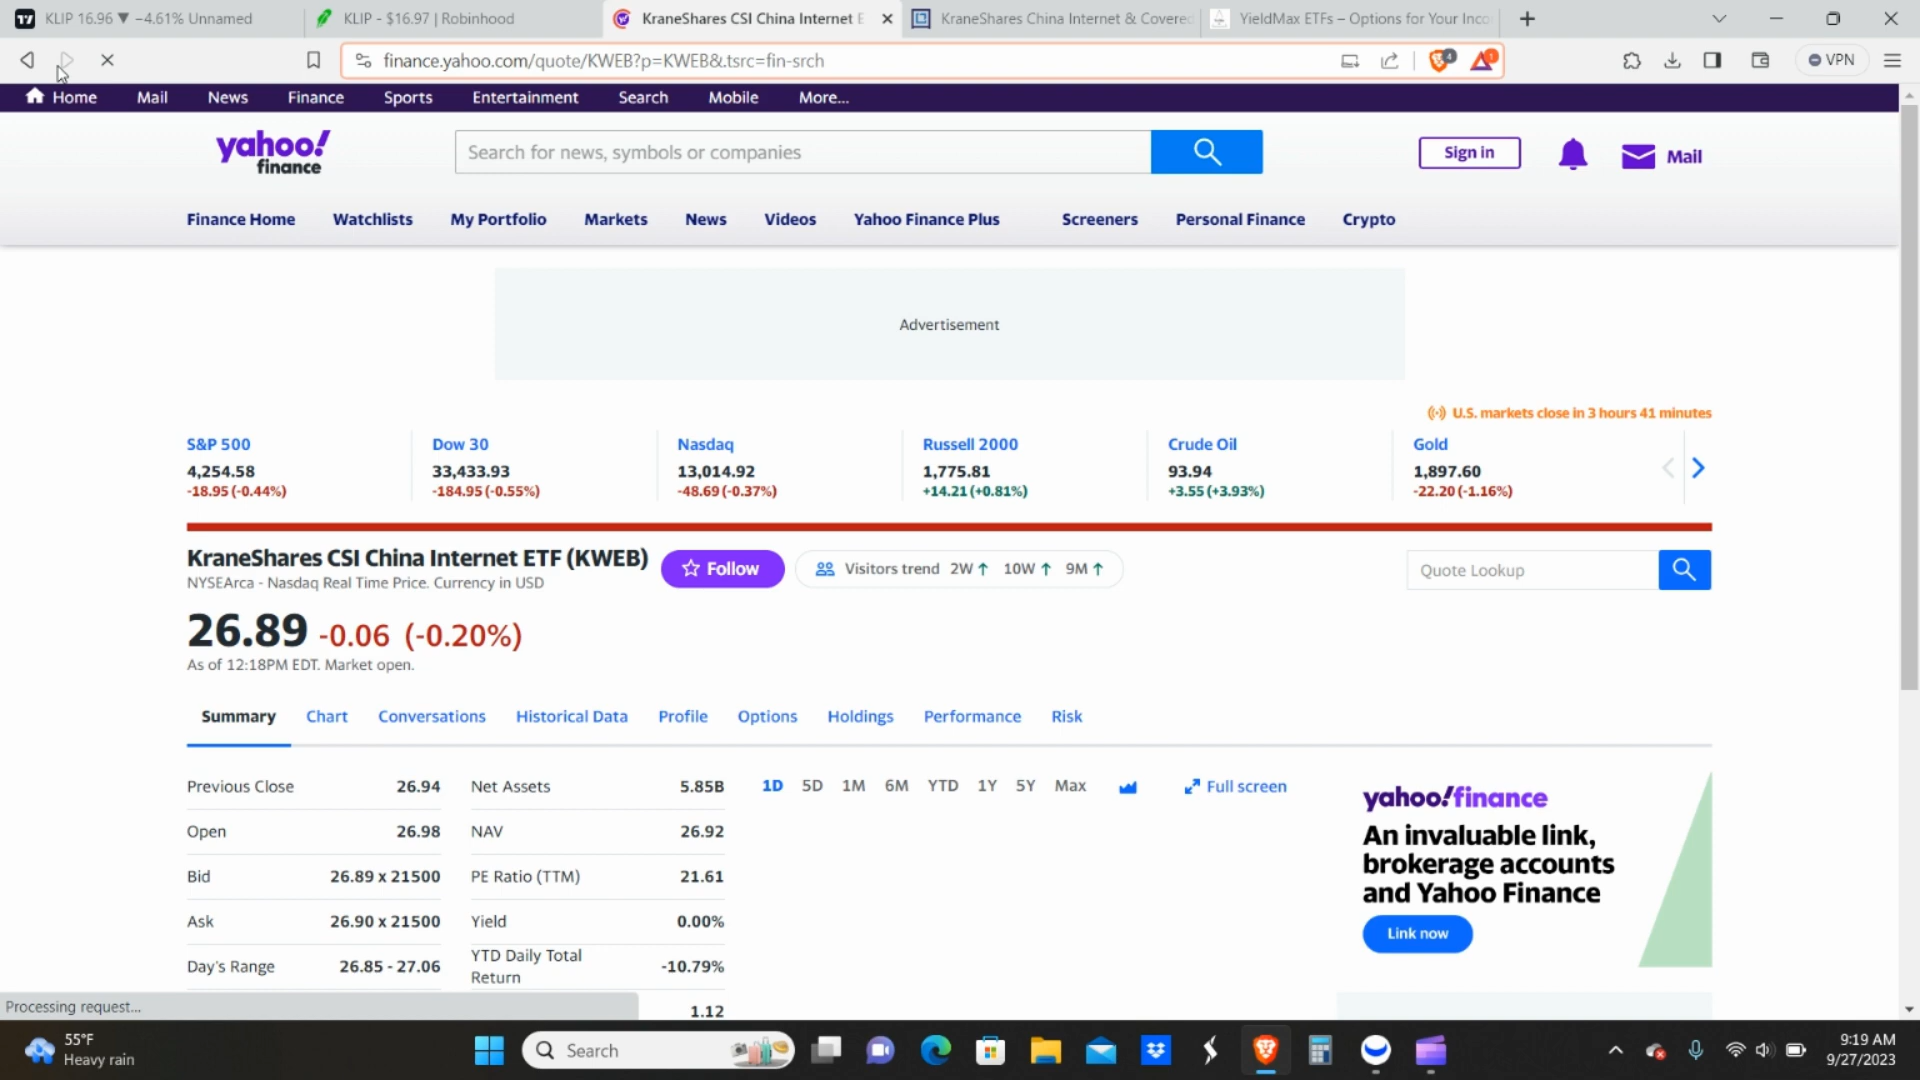 KLIP 16.96 ▼ −4.61% Unnamed
KLIP - $16.97 | Robinhood
KraneShares CSI China Internet E
KraneShares China Internet & Covered
YieldMax ETFs – Options for Your Inco
finance.yahoo.com/quote/KWEB?p=KWEB&.tsrc=fin-srch
4
1
VPN
Home Mail News Finance Sports Entertainment Search Mobile More...
yahoo!
finance
Search for news, symbols or companies
Sign in
Mail
Finance Home Watchlists My Portfolio Markets News Videos Yahoo Finance Plus Screeners Personal Finance Crypto
Advertisement
U.S. markets close in 3 hours 41 minutes
S&P 500 Dow 30 Nasdaq Russell 2000 Crude Oil Gold
4,254.58 33,433.93 13,014.92 1,775.81 93.94 1,897.60
-18.95 (-0.44%) -184.95 (-0.55%) -48.69 (-0.37%) +14.21 (+0.81%) +3.55 (+3.93%) -22.20 (-1.16%)
KraneShares CSI China Internet ETF (KWEB)
Follow
Visitors trend 2W↑ 10W↑ 9M↑
Quote Lookup
NYSEArca - Nasdaq Real Time Price. Currency in USD
26.89 -0.06 (-0.20%)
As of 12:18PM EDT. Market open.
Summary Chart Conversations Historical Data Profile Options Holdings Performance Risk
Previous Close 26.94 Net Assets 5.85B
1D 5D 1M 6M YTD 1Y 5Y Max Full screen
Open 26.98 NAV 26.92
Bid 26.89 x 21500 PE Ratio (TTM) 21.61
Ask 26.90 x 21500 Yield 0.00%
Day's Range 26.85 - 27.06 YTD Daily Total
Return -10.79%
1.12
yahoo!finance
An invaluable link,
brokerage accounts
and Yahoo Finance
Link now
Processing request...
55°F
Heavy rain
Search
9:19 AM
9/27/2023